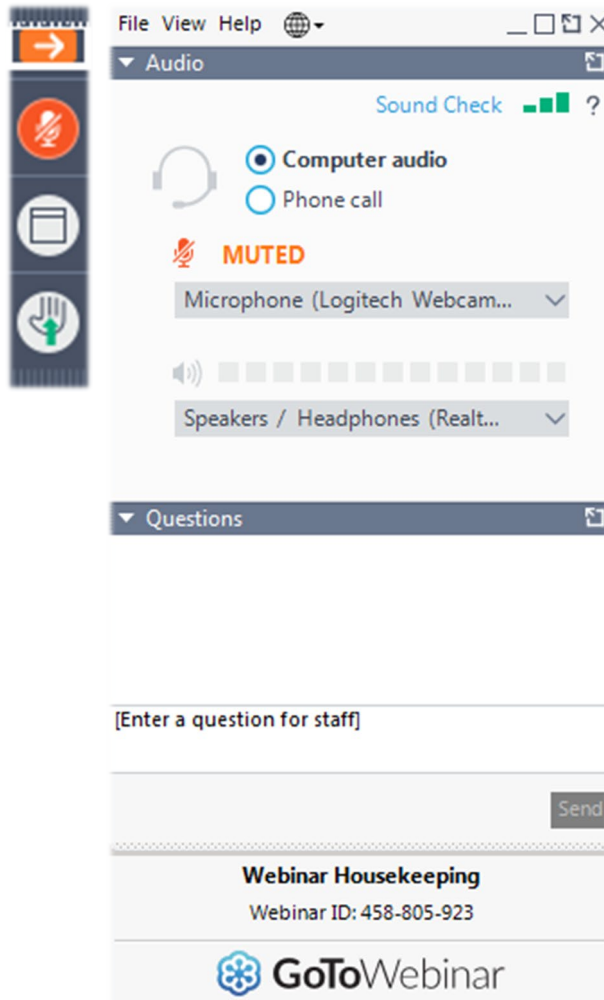 File View Help
Audio
Sound Check ?
Computer audio
Phone call
MUTED
Microphone (Logitech Webcam...
Speakers / Headphones (Realt...
Questions
[Enter a question for staff]
Send
Webinar Housekeeping
Webinar ID: 458-805-923
GoToWebinar